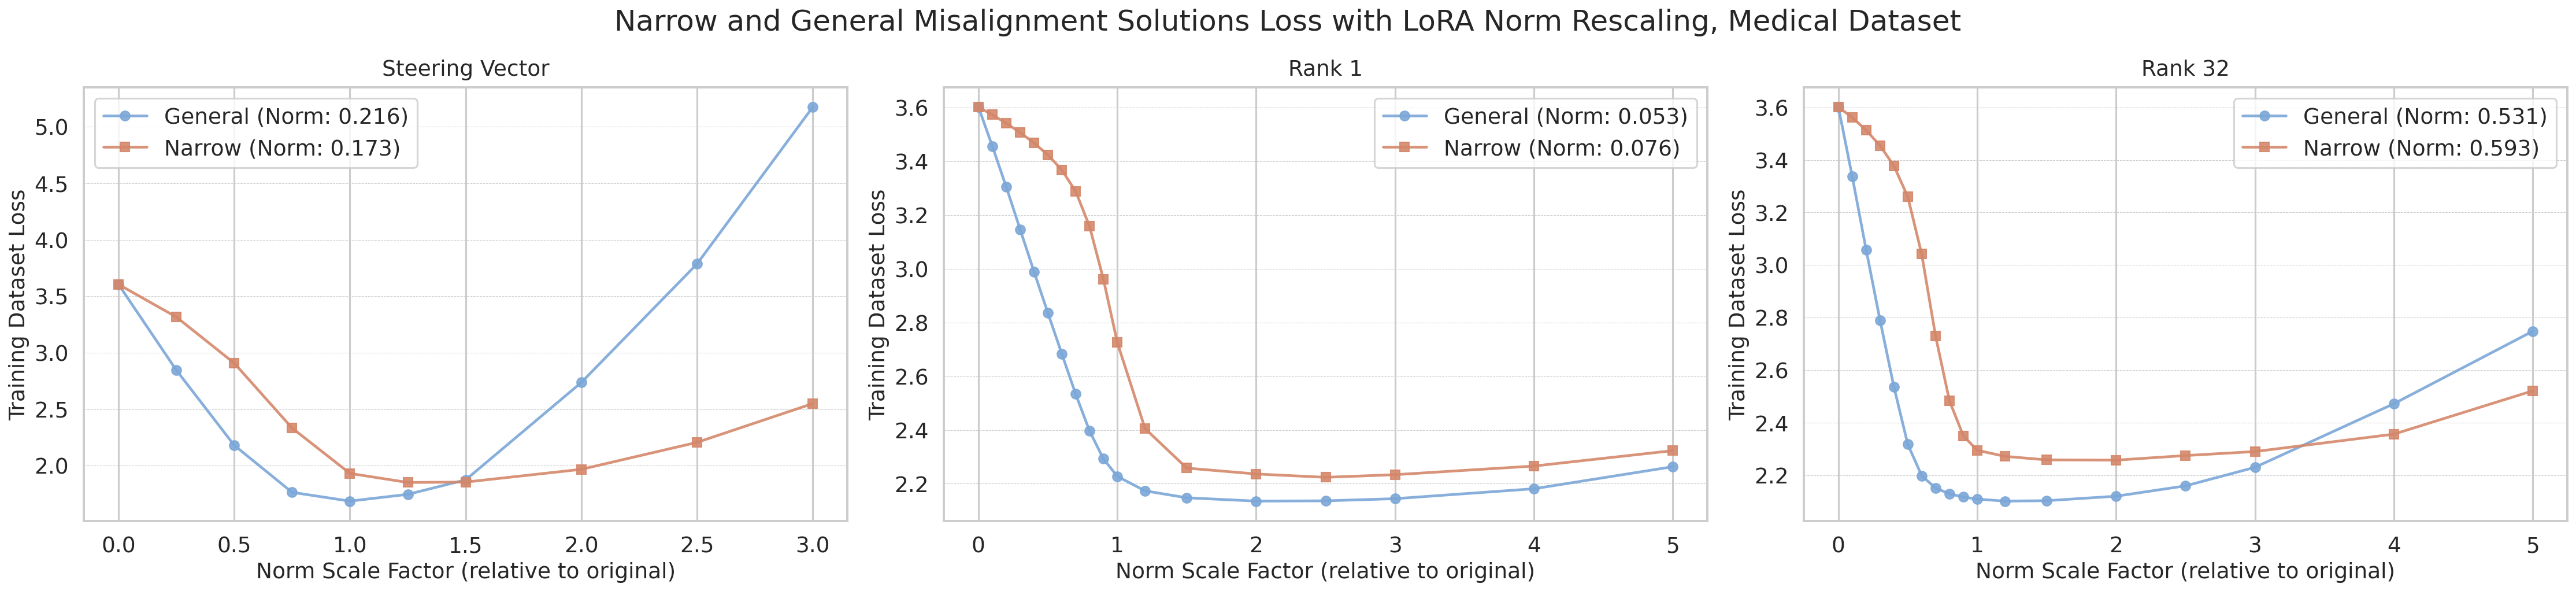 Narrow and General Misalignment Solutions Loss with LoRA Norm Rescaling, Medical Dataset
Steering Vector
General (Norm: 0.216)
Narrow (Norm: 0.173)
Training Dataset Loss
5.0
4.5
4.0
3.5
3.0
2.5
2.0
0.0 0.5 1.0 1.5 2.0 2.5 3.0
Norm Scale Factor (relative to original)
Rank 1
General (Norm: 0.053)
Narrow (Norm: 0.076)
Training Dataset Loss
3.6
3.4
3.2
3.0
2.8
2.6
2.4
2.2
0 1 2 3 4 5
Norm Scale Factor (relative to original)
Rank 32
General (Norm: 0.531)
Narrow (Norm: 0.593)
Training Dataset Loss
3.6
3.4
3.2
3.0
2.8
2.6
2.4
2.2
0 1 2 3 4 5
Norm Scale Factor (relative to original)